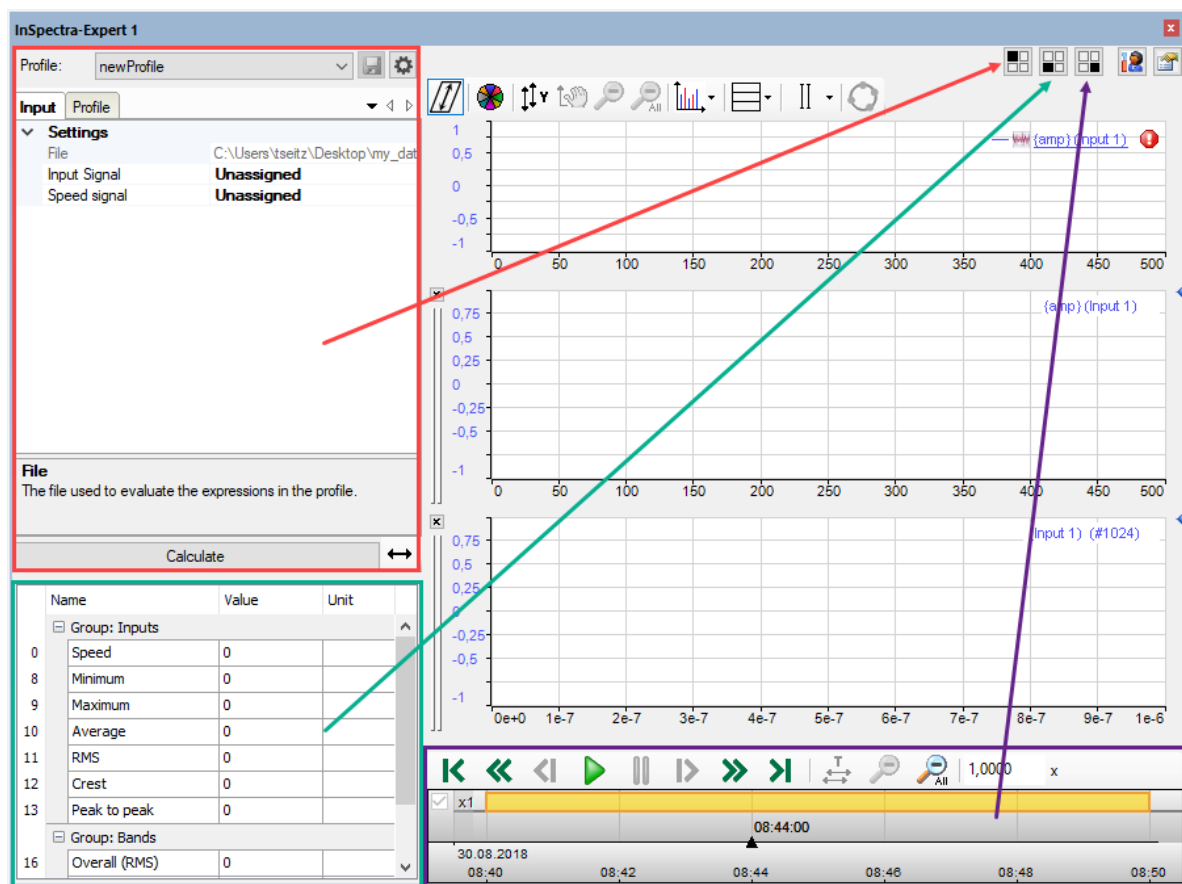 InSpectra-Expert 1
Profile: newProfile
Input Profile
Settings
File C:\Users\tseitz\Desktop\my_dat
Input Signal Unassigned
Speed signal Unassigned
File
The file used to evaluate the expressions in the profile.
Calculate
Name Value Unit
Group: Inputs
0 Speed 0
8 Minimum 0
9 Maximum 0
10 Average 0
11 RMS 0
12 Crest 0
13 Peak to peak 0
Group: Bands
16 Overall (RMS) 0
Y All
{amp} (Input 1)
1
0,5
0
-0,5
-1
0 50 100 150 200 250 300 350 400 450 500
{amp} (Input 1)
0,75
0,5
0,25
0
-0,25
-0,5
-1
0 50 100 150 200 250 300 350 400 450 500
Input 1) (#1024)
0,75
0,5
0,25
0
-0,25
-0,5
-1
0e+0 1e-7 2e-7 3e-7 4e-7 5e-7 6e-7 7e-7 8e-7 9e-7 1e-6
T All 1,0000 x
x1
08:44:00
30.08.2018
08:40 08:42 08:44 08:46 08:48 08:50